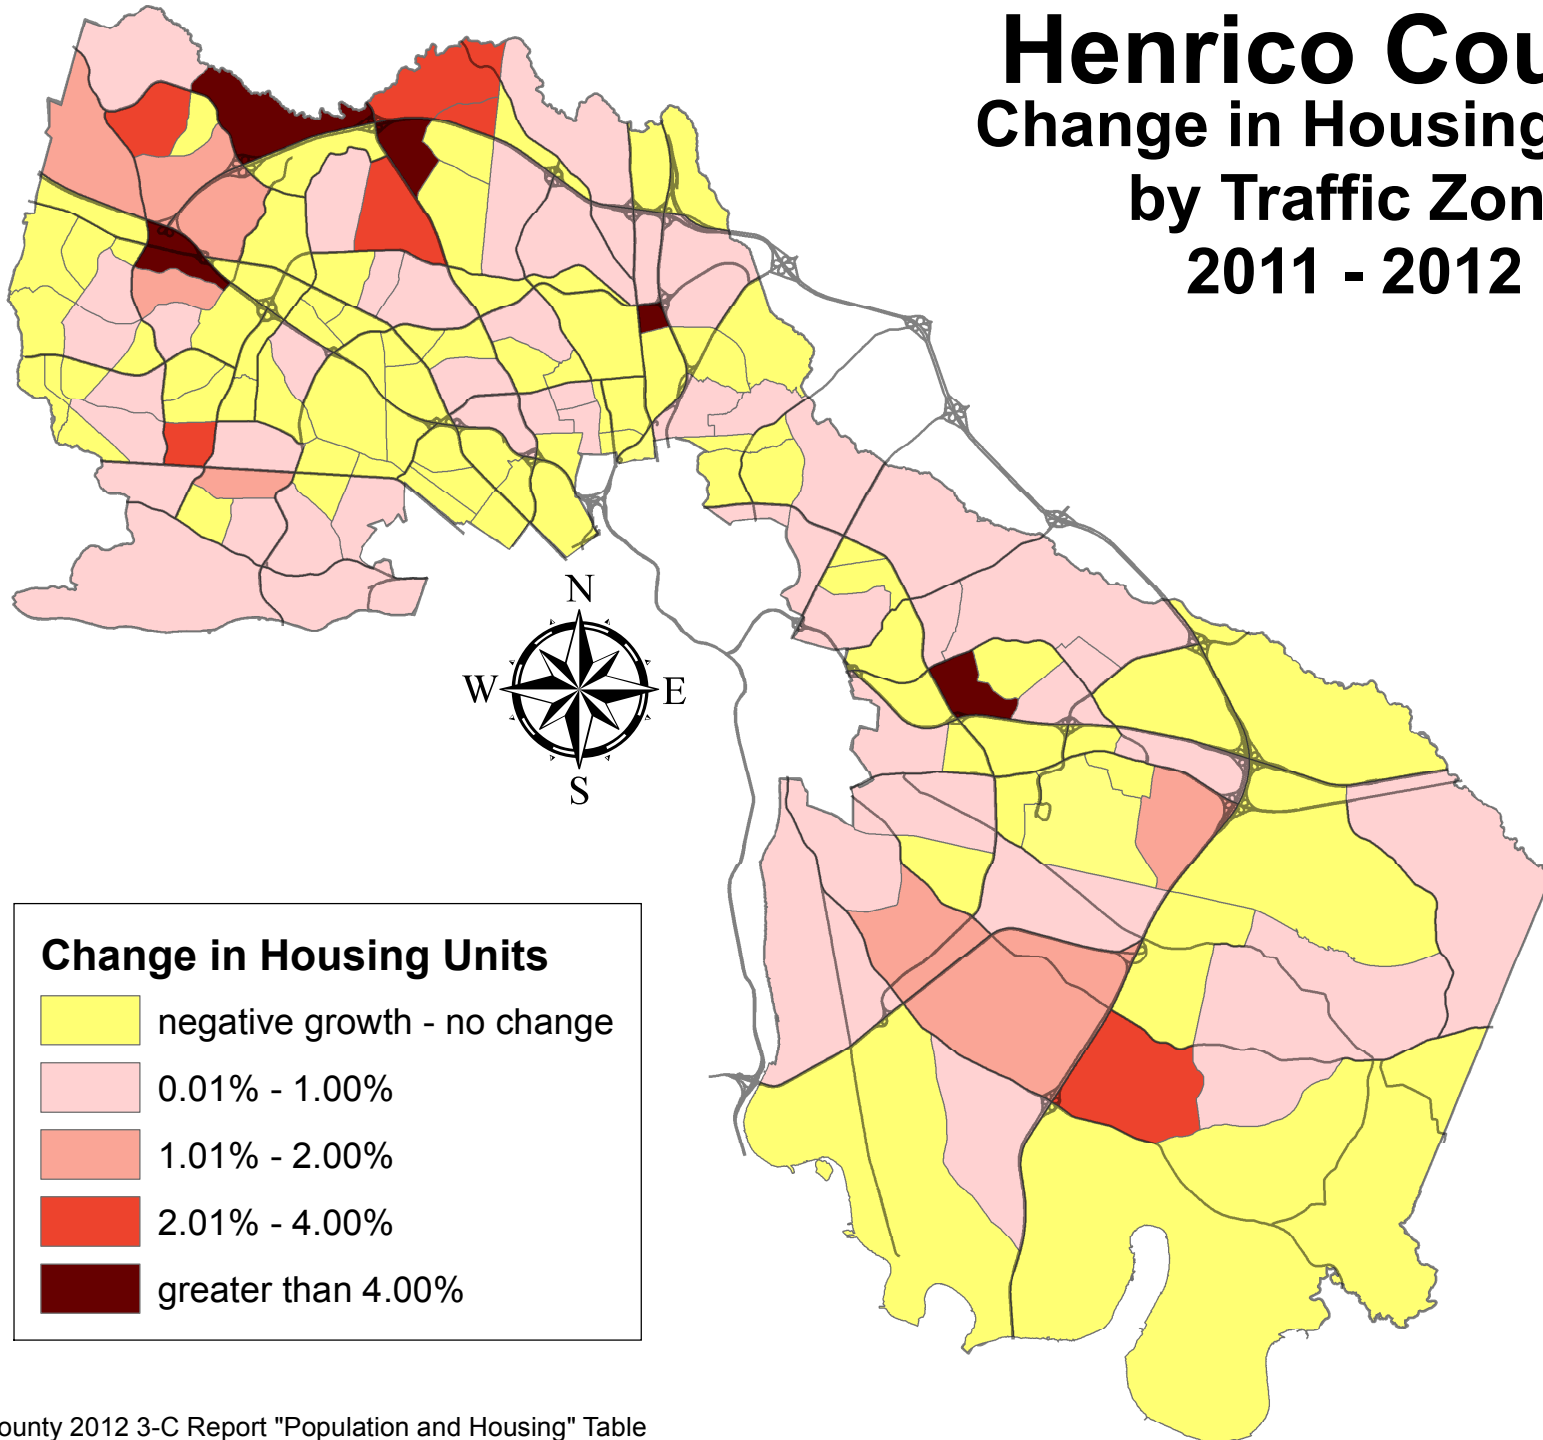 Henrico Cou
Change in Housing
by Traffic Zon
2011 - 2012
N
W
E
S
Change in Housing Units
negative growth - no change
0.01% - 1.00%
1.01% - 2.00%
2.01% - 4.00%
greater than 4.00%
ounty 2012 3-C Report "Population and Housing" Table